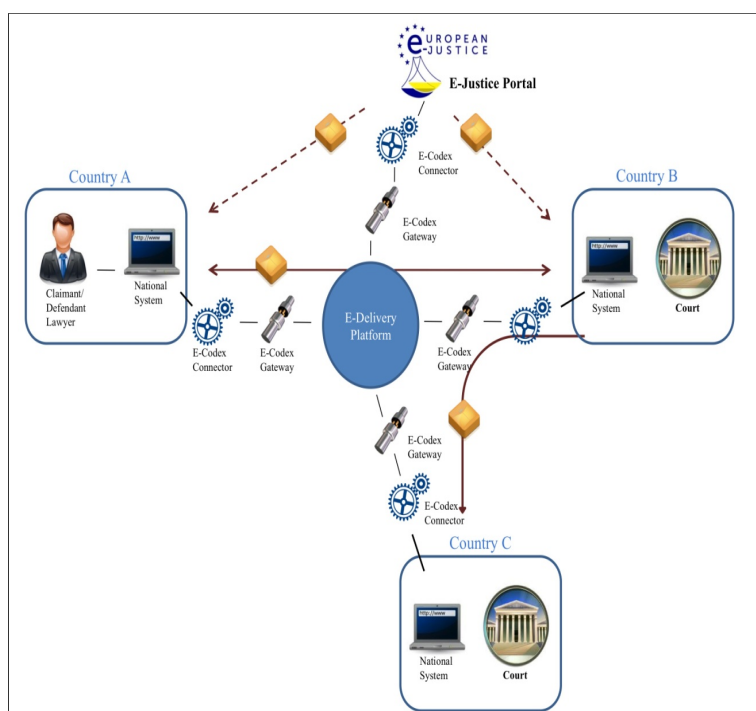 EUROPEAN
e-JUSTICE
E-Justice Portal
E-Codex
Connector
Country A
Country B
E-Codex
Gateway
http://www
http://www
Claimant/
Defendant
Lawyer
National
System
E-Delivery
Platform
National
System
Court
E-Codex
Connector
E-Codex
Gateway
E-Codex
Gateway
E-Codex
Gateway
E-Codex
Connector
Country C
http://www
National
System
Court